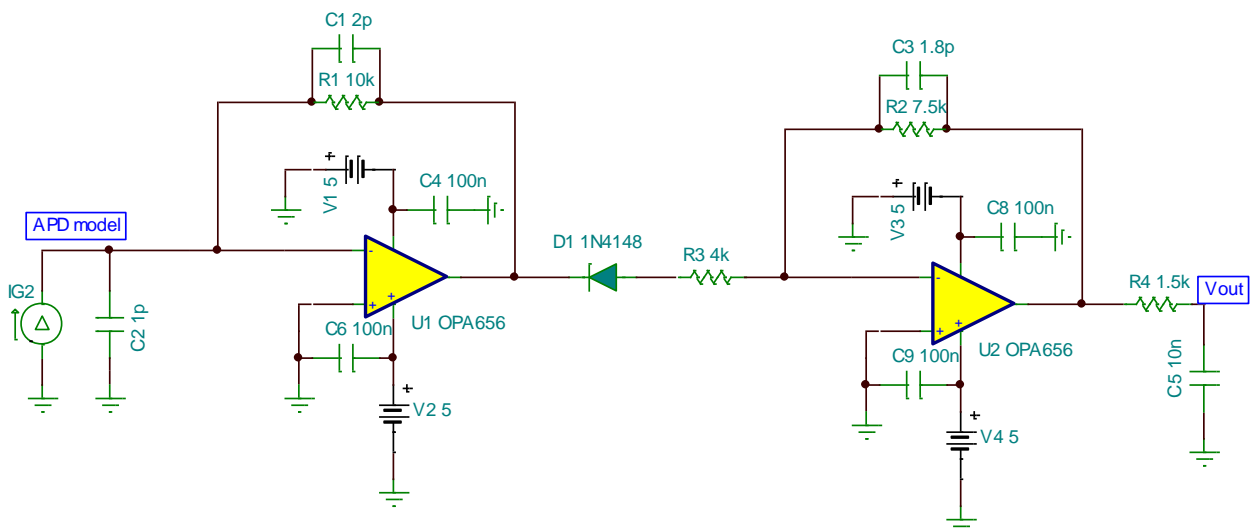 C1 2p
R1 10k
C3 1.8p
R2 7.5k
V1 5
C4 100n
V3 5
C8 100n
APD model
D1 1N4148
R3 4k
R4 1.5k
Vout
IG2
C2 1p
U1 OPA656
C6 100n
U2 OPA656
C9 100n
C5 10n
V2 5
V4 5